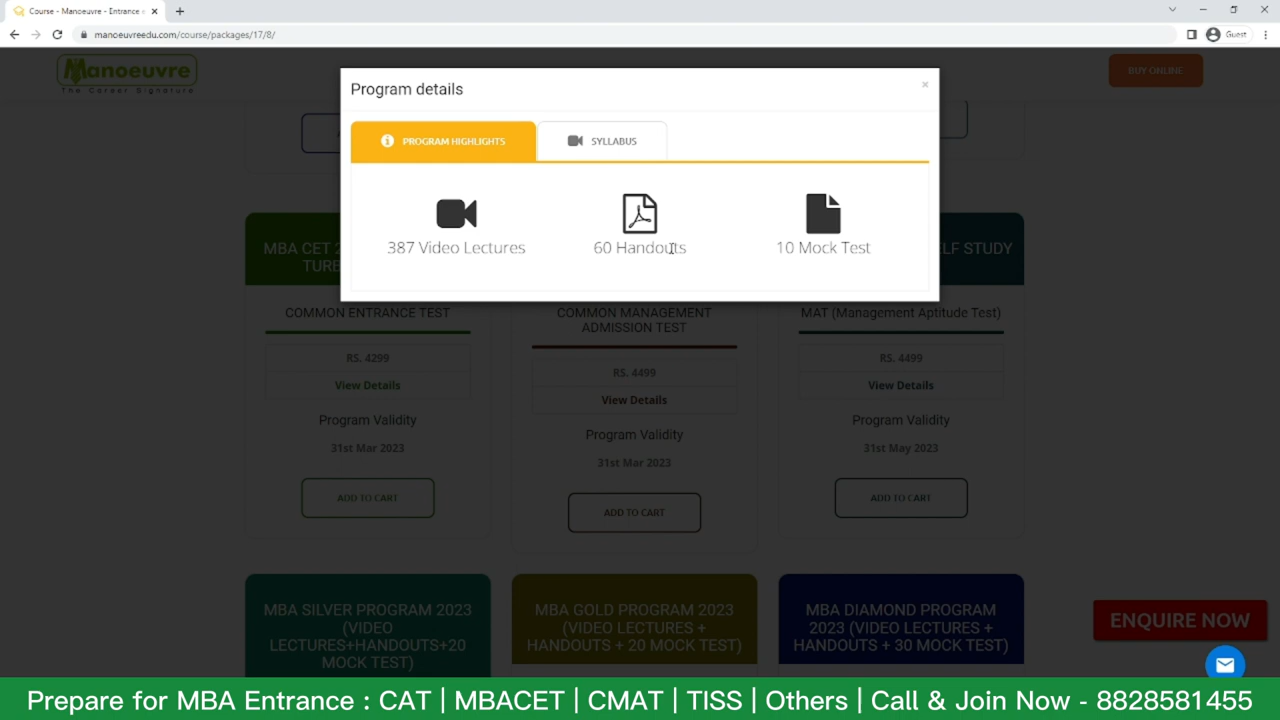 Course - Manoeuvre - Entrance e
manoeuvreedu.com/course/packages/17/8/
Guest
Manoeuvre
The Career Signature
BUY ONLINE
Program details
×
PROGRAM HIGHLIGHTS
SYLLABUS
387 Video Lectures
60 Handouts
10 Mock Test
MBA CET 2
TURE
LF STUDY
COMMON ENTRANCE TEST
RS. 4299
View Details
Program Validity
31st Mar 2023
ADD TO CART
COMMON MANAGEMENT
ADMISSION TEST
RS. 4499
View Details
Program Validity
31st Mar 2023
ADD TO CART
MAT (Management Aptitude Test)
RS. 4499
View Details
Program Validity
31st May 2023
ADD TO CART
MBA SILVER PROGRAM 2023
(VIDEO
LECTURES+HANDOUTS+20
MOCK TEST)
MBA GOLD PROGRAM 2023
(VIDEO LECTURES +
HANDOUTS + 20 MOCK TEST)
MBA DIAMOND PROGRAM
2023 (VIDEO LECTURES +
HANDOUTS + 30 MOCK TEST)
ENQUIRE NOW
Prepare for MBA Entrance : CAT | MBACET | CMAT | TISS | Others | Call & Join Now - 8828581455